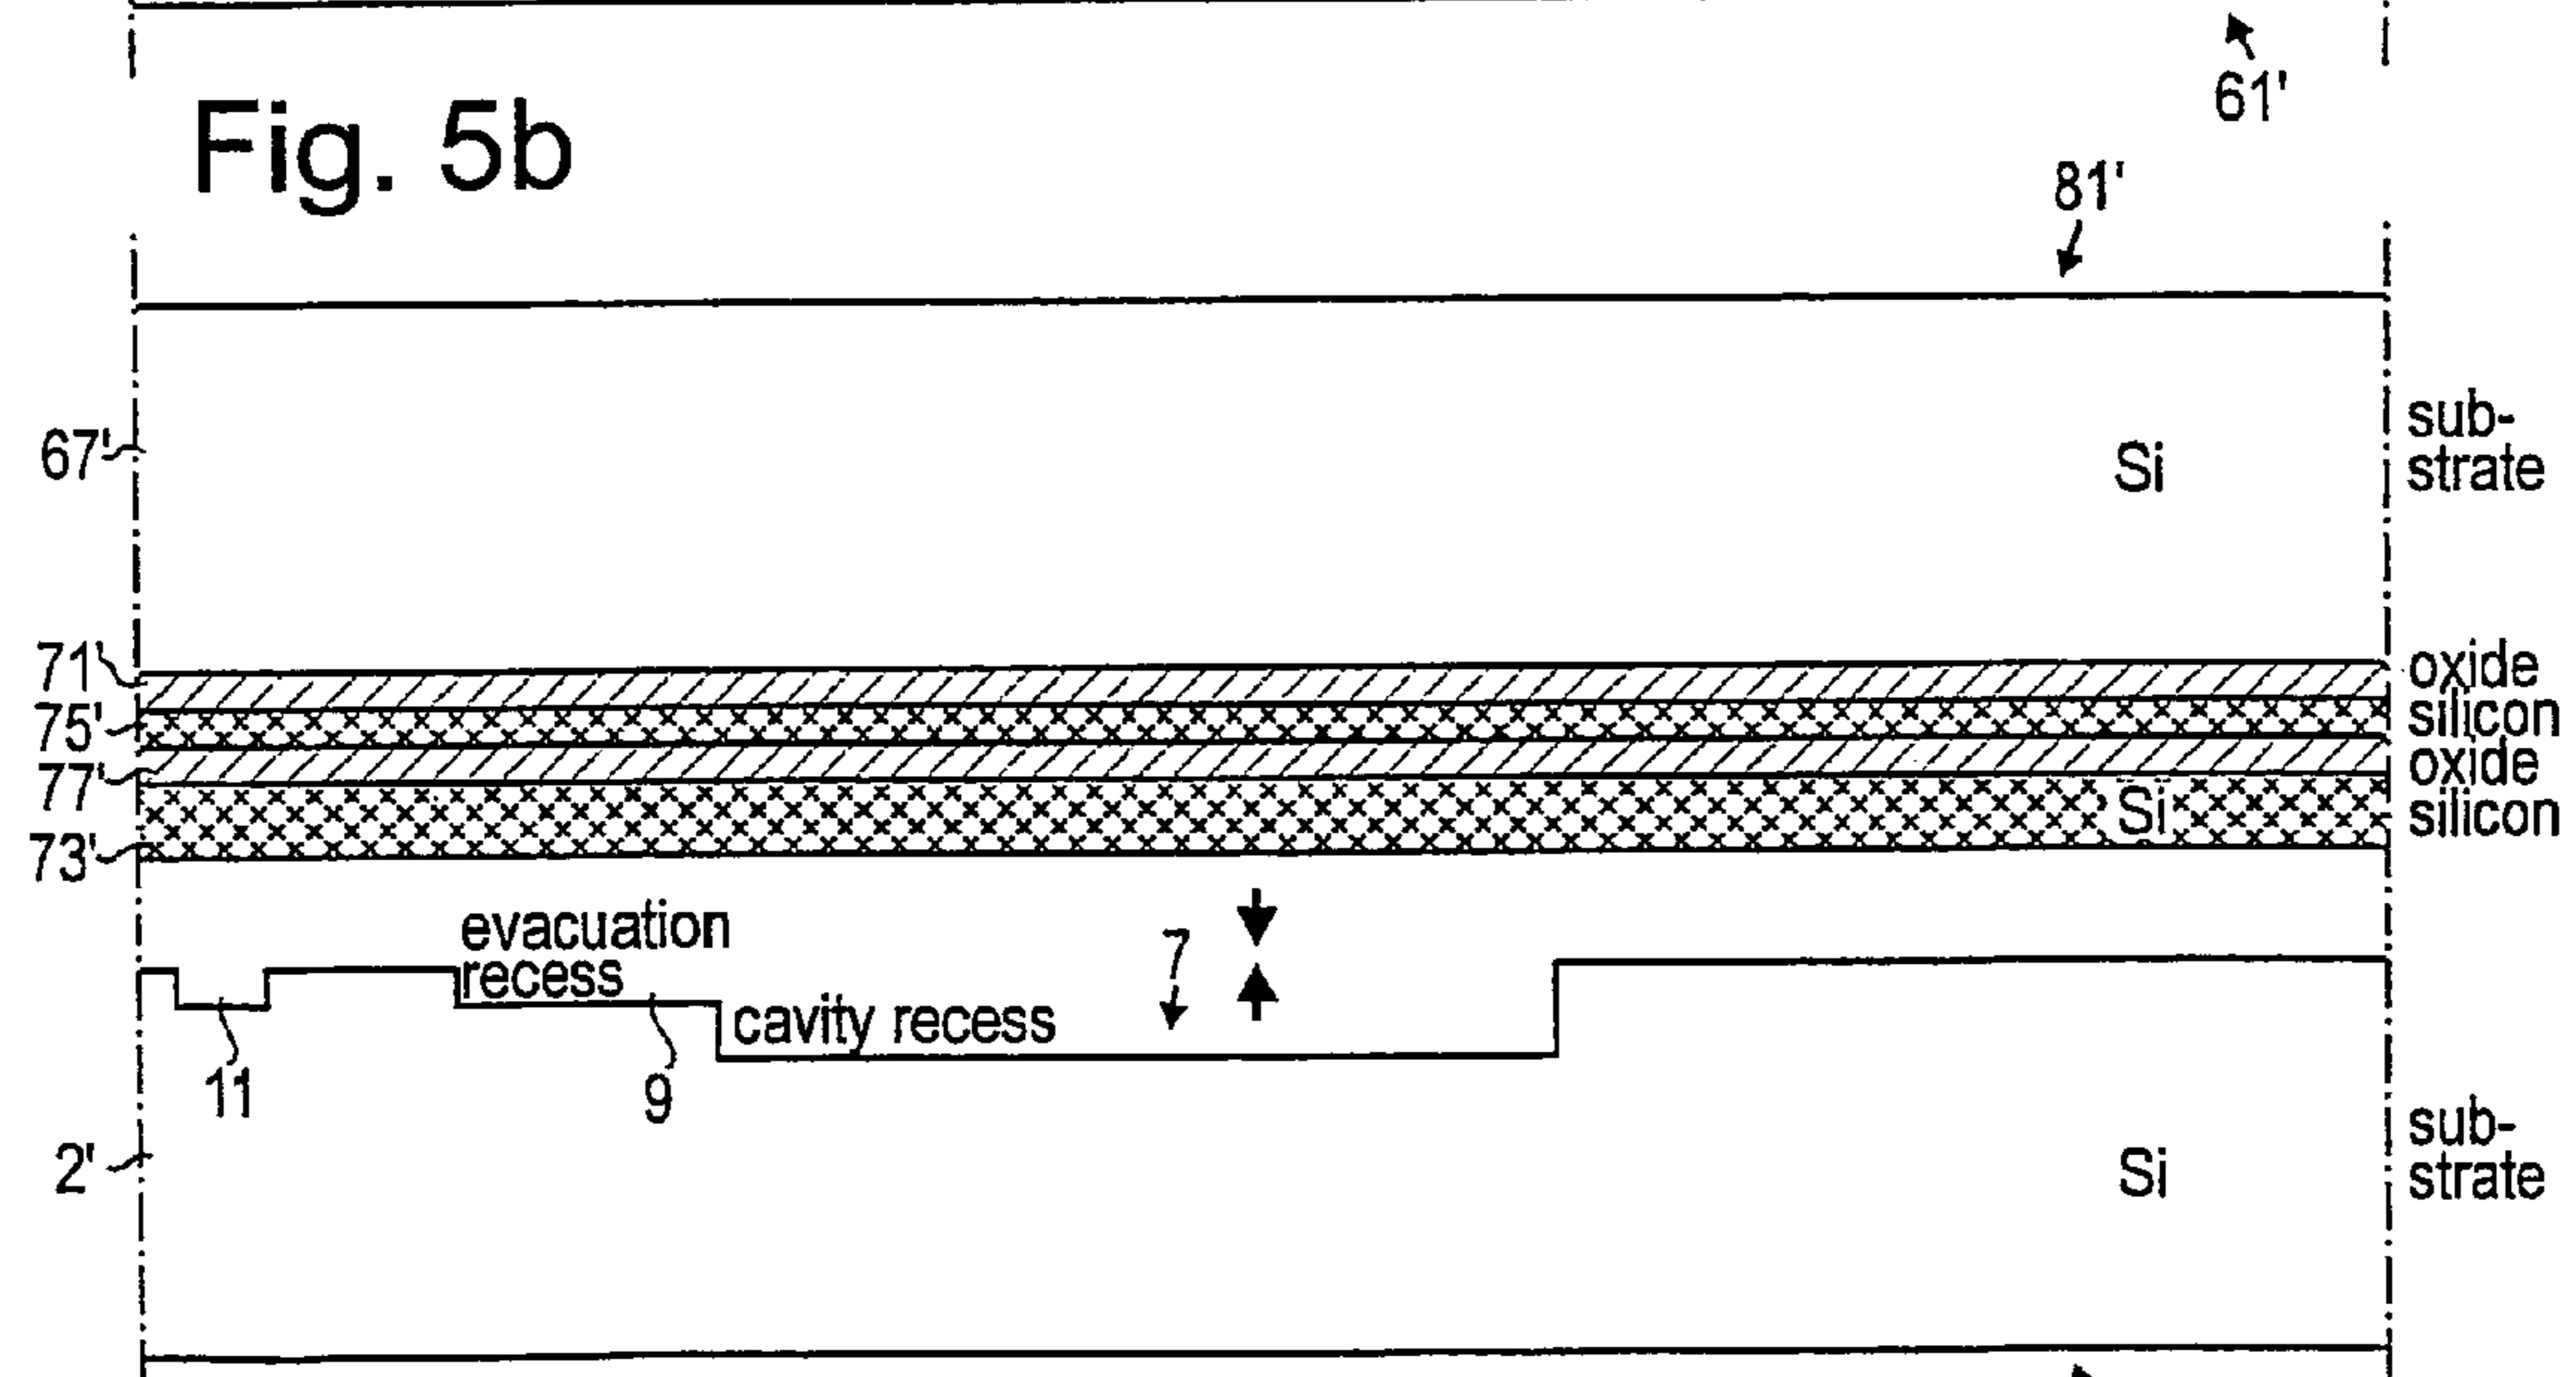 61'
Fig. 5b
81'
67'
Si
sub-
strate
71'
oxide
75'
silicon
77'
oxide
73'
Si
silicon
evacuation
recess
7
cavity recess
11
9
2'
Si
sub-
strate